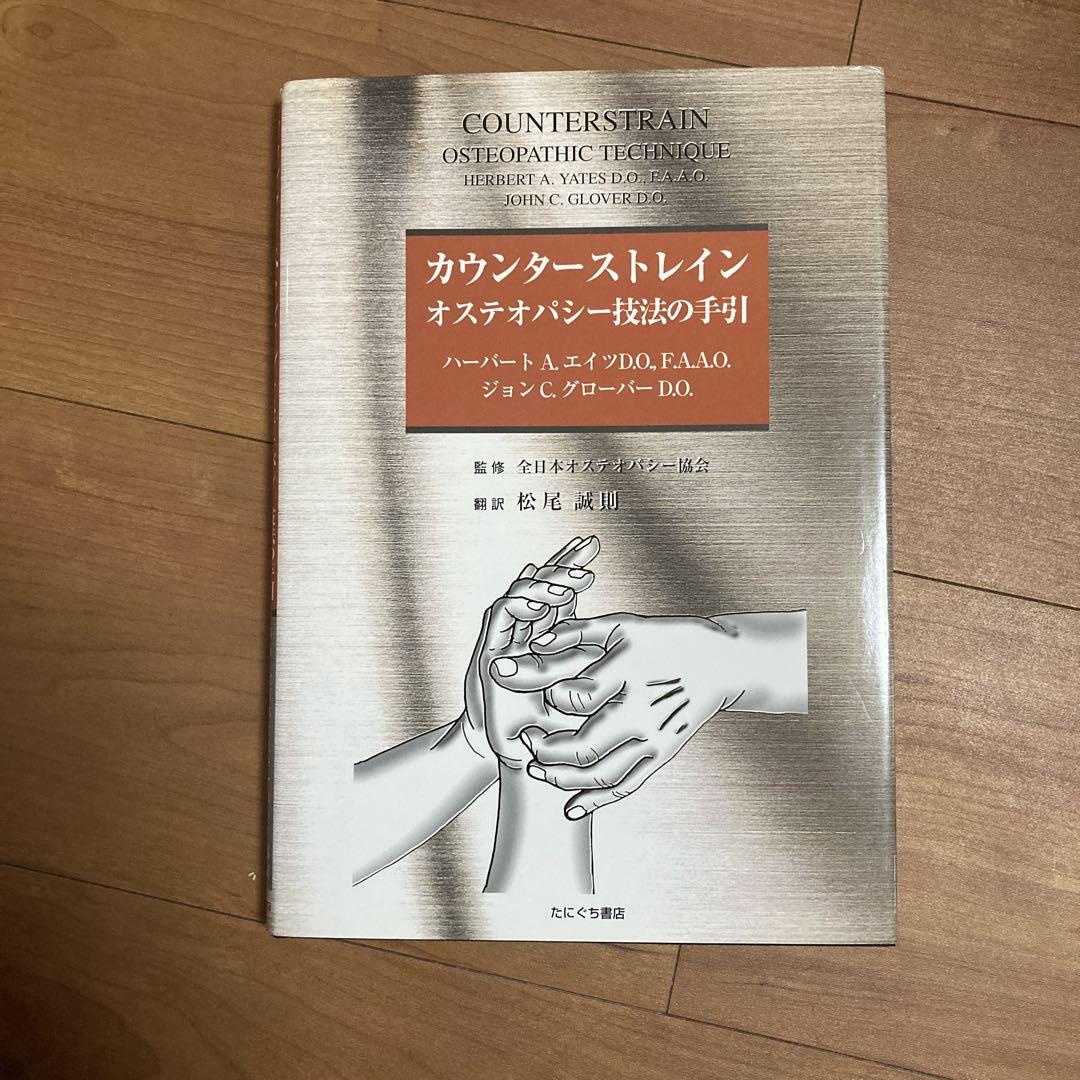 COUNTERSTRAIN
OSTEOPATHIC TECHNIQUE
HERBERT A. YATES D.O., F.A.A.O.
JOHN C. GLOVER D.O.
カウンターストレイン
オステオパシー技法の手引
ハーバート A. エイツD.O., F.A.A.O.
ジョン C. グローバー D.O.
監修 全日本オステオパシー協会
翻訳 松尾 誠則
たにぐち書店